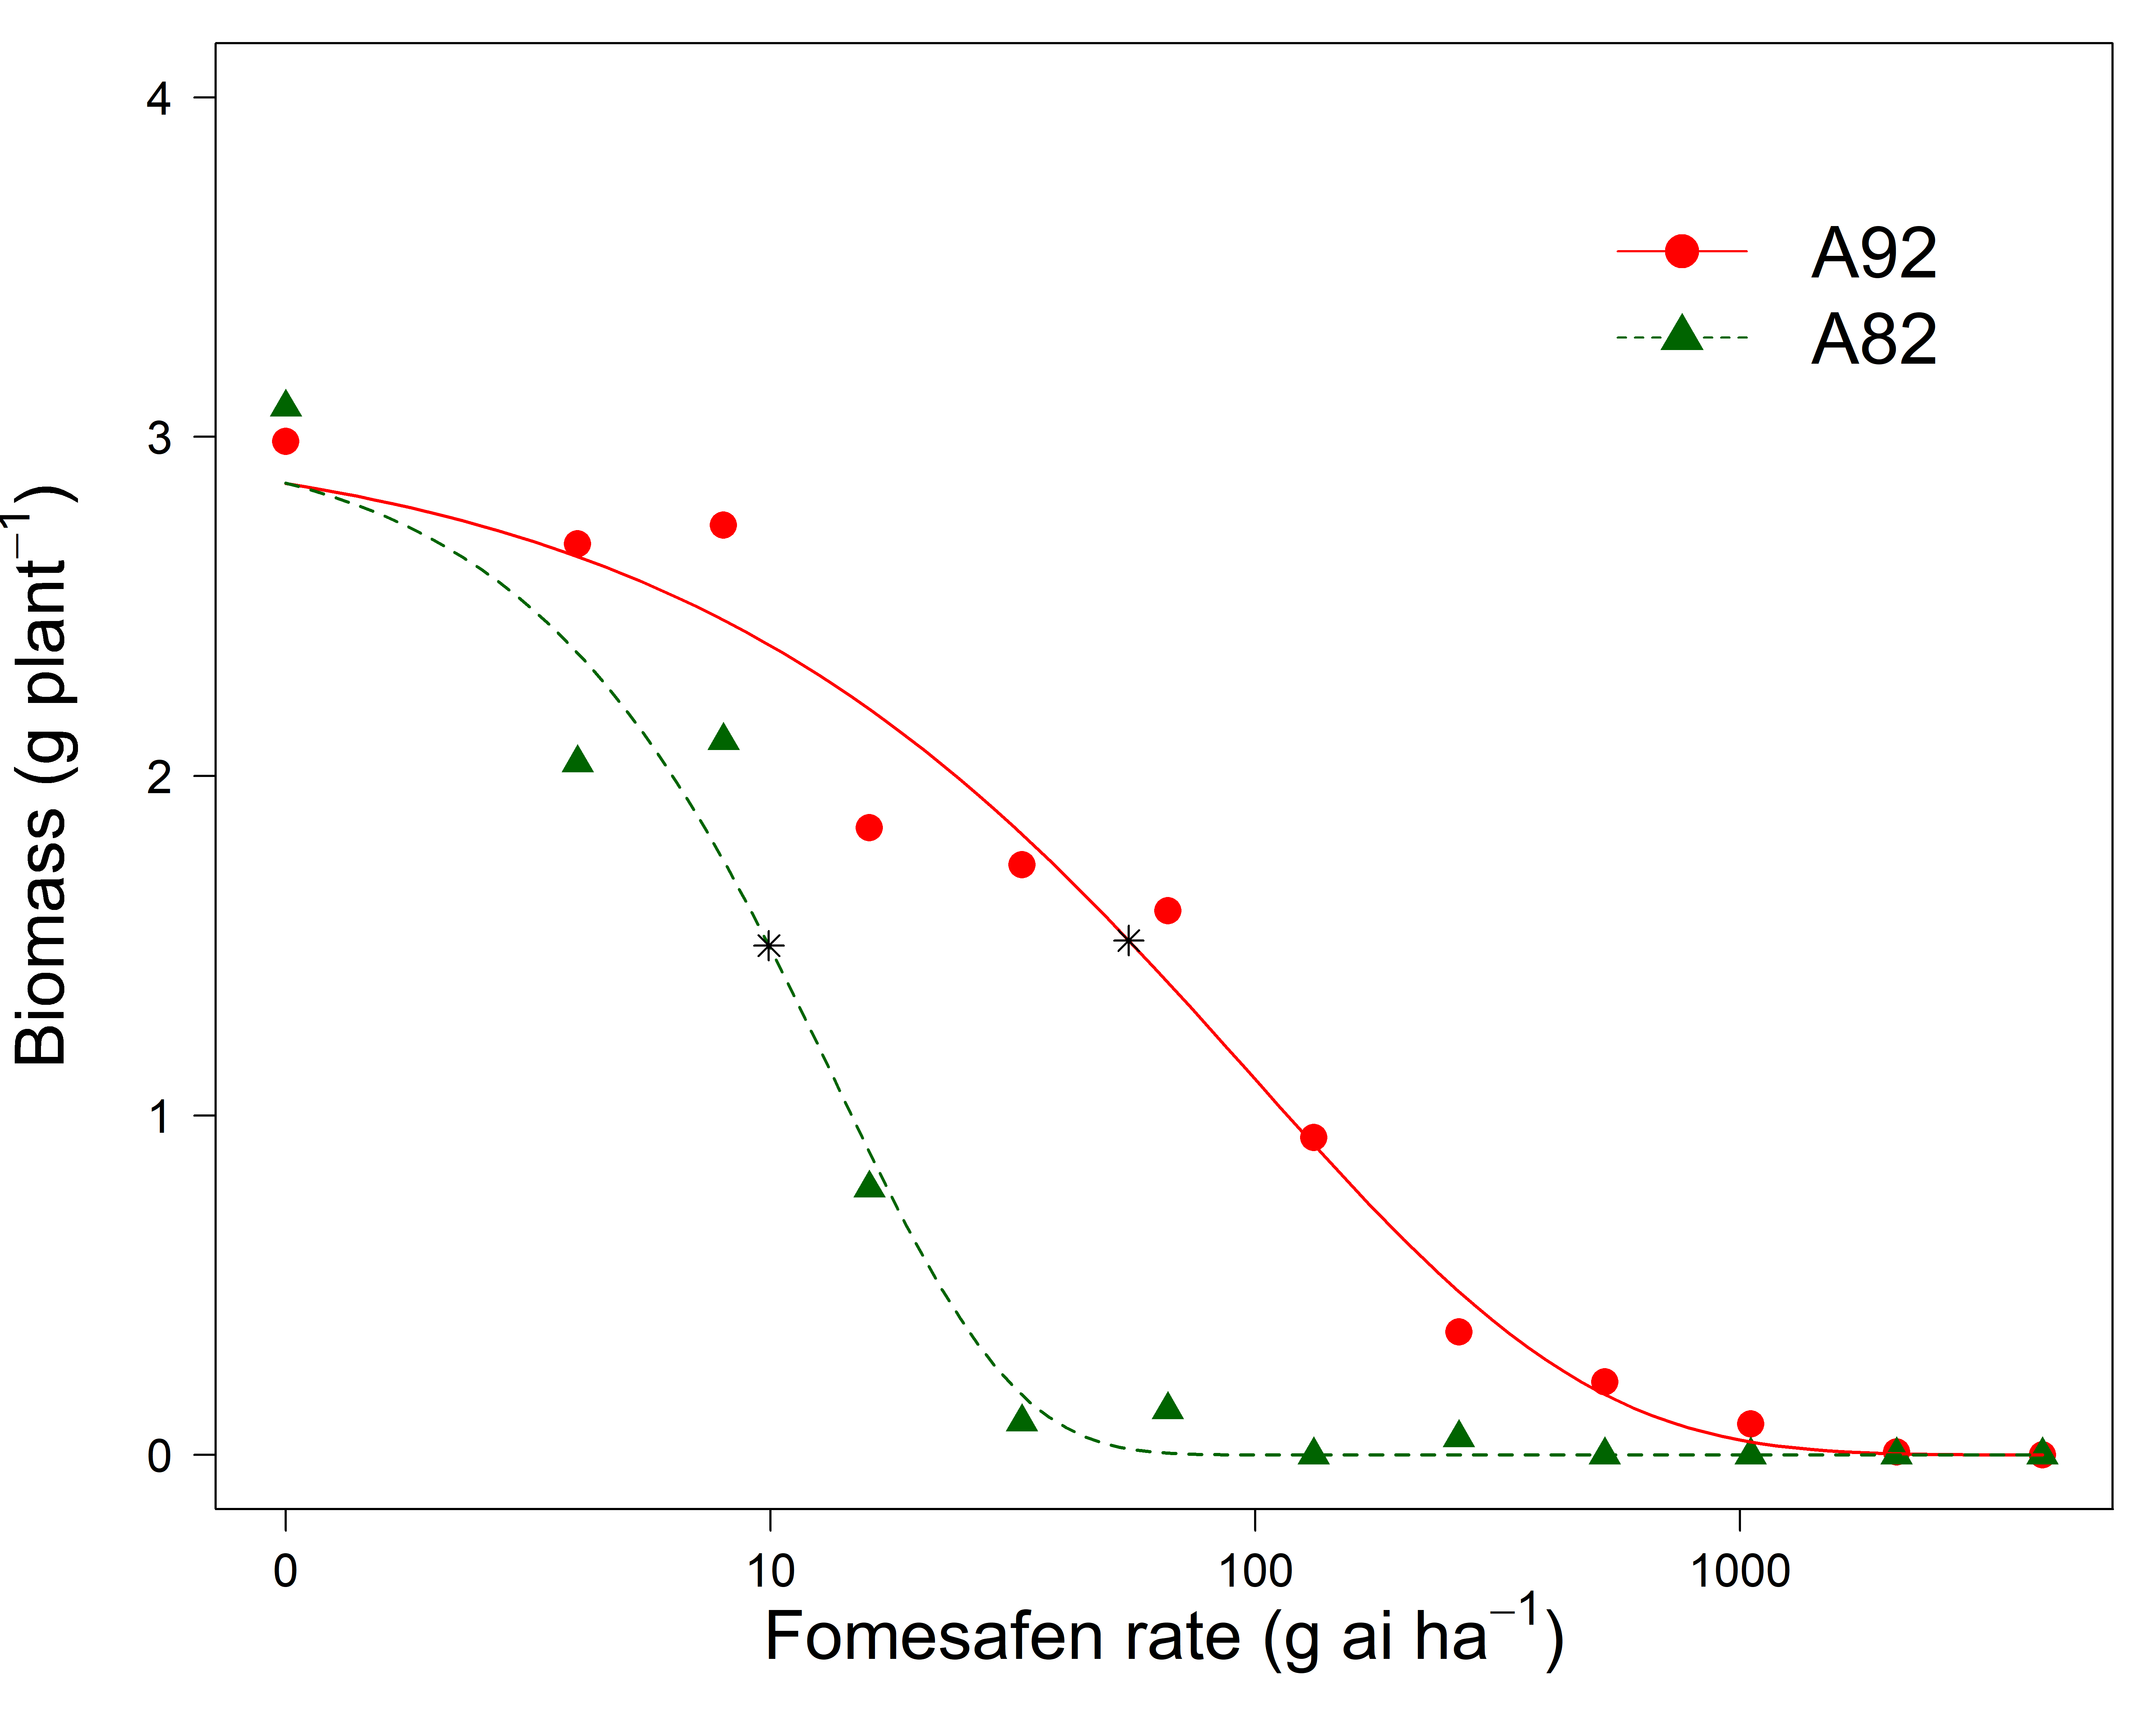 4
3
2
1
0
Biomass (g plant⁻¹)
A92
A82
0 10 100 1000
Fomesafen rate (g ai ha⁻¹)